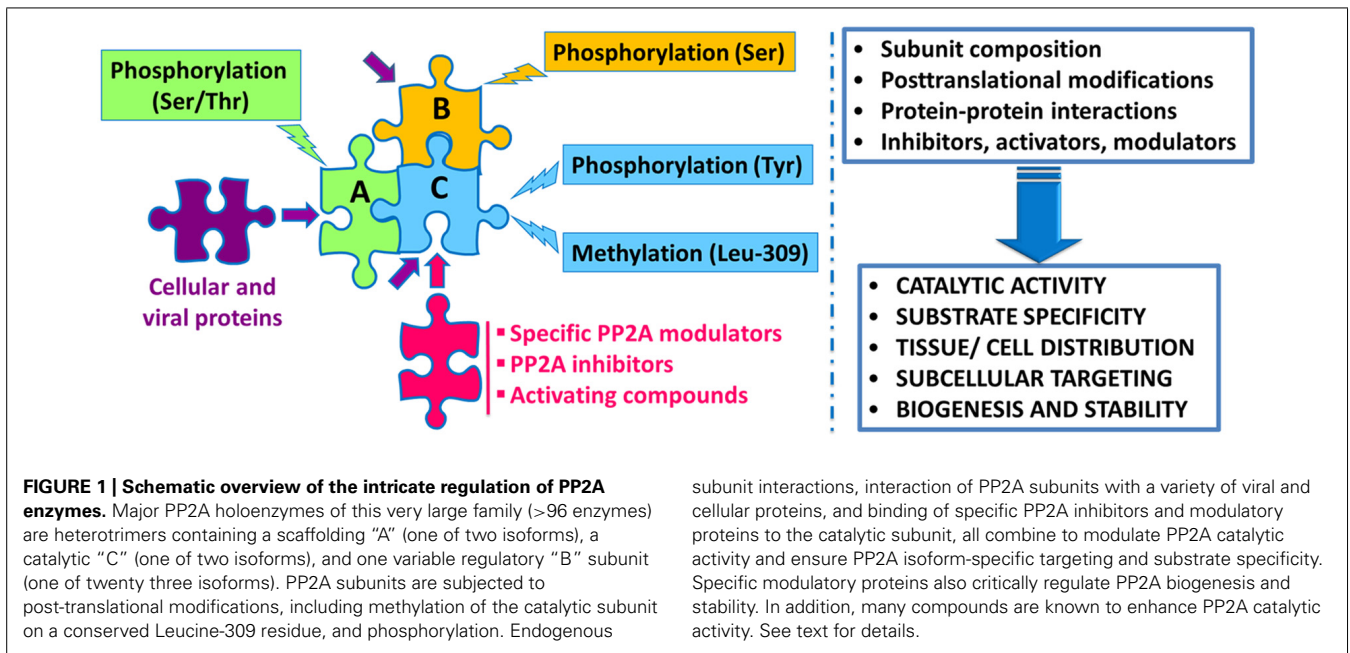 Phosphorylation
(Ser/Thr)
Phosphorylation (Ser)
B
A
C
Phosphorylation (Tyr)
Methylation (Leu-309)
Cellular and
viral proteins
▪ Specific PP2A modulators
▪ PP2A inhibitors
▪ Activating compounds
• Subunit composition
• Posttranslational modifications
• Protein-protein interactions
• Inhibitors, activators, modulators
• CATALYTIC ACTIVITY
• SUBSTRATE SPECIFICITY
• TISSUE/ CELL DISTRIBUTION
• SUBCELLULAR TARGETING
• BIOGENESIS AND STABILITY
FIGURE 1 | Schematic overview of the intricate regulation of PP2A
enzymes. Major PP2A holoenzymes of this very large family (>96 enzymes)
are heterotrimers containing a scaffolding "A" (one of two isoforms), a
catalytic "C" (one of two isoforms), and one variable regulatory "B" subunit
(one of twenty three isoforms). PP2A subunits are subjected to
post-translational modifications, including methylation of the catalytic subunit
on a conserved Leucine-309 residue, and phosphorylation. Endogenous
subunit interactions, interaction of PP2A subunits with a variety of viral and
cellular proteins, and binding of specific PP2A inhibitors and modulatory
proteins to the catalytic subunit, all combine to modulate PP2A catalytic
activity and ensure PP2A isoform-specific targeting and substrate specificity.
Specific modulatory proteins also critically regulate PP2A biogenesis and
stability. In addition, many compounds are known to enhance PP2A catalytic
activity. See text for details.